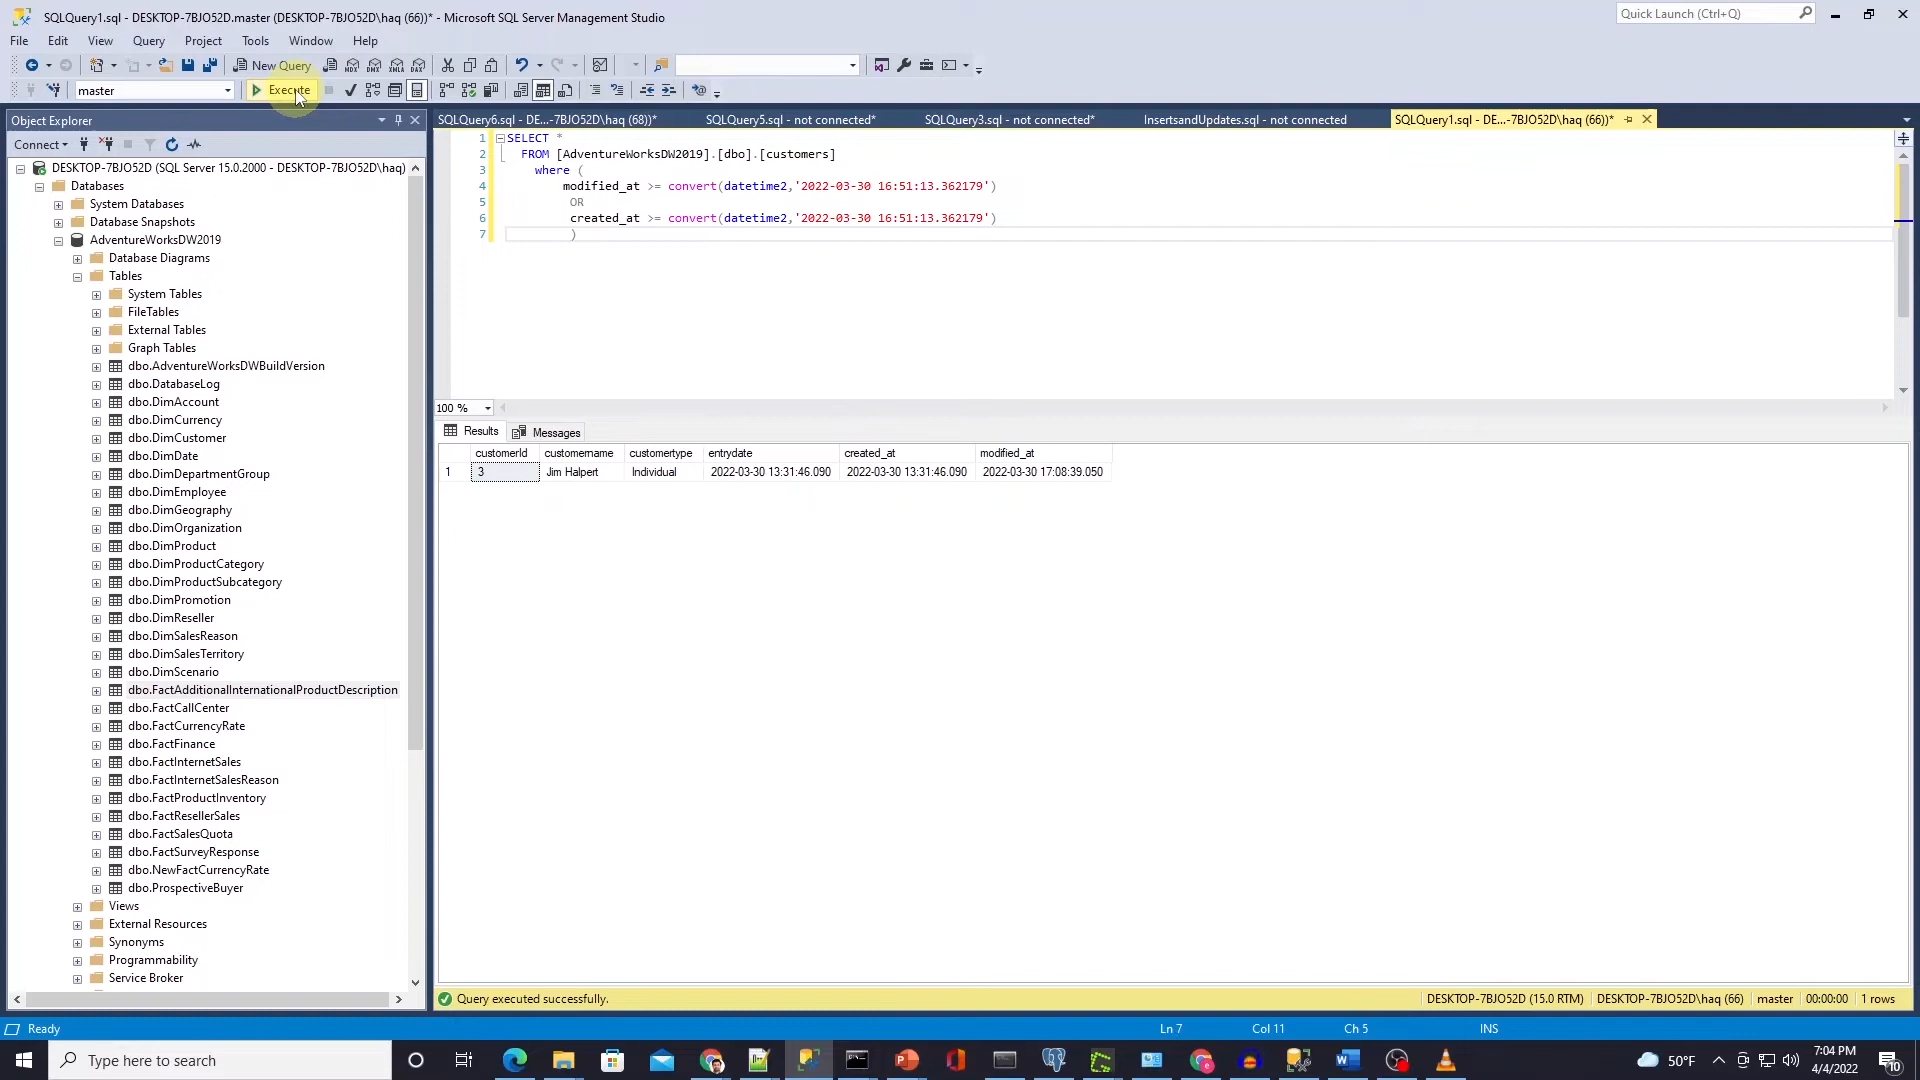 SQLQuery1.sql - DESKTOP-7BJO52D.master (DESKTOP-7BJO52D\haq (66))* - Microsoft SQL Server Management Studio
Quick Launch (Ctrl+Q)
File Edit View Query Project Tools Window Help
New Query
master
Execute
Object Explorer
Connect
DESKTOP-7BJO52D (SQL Server 15.0.2000 - DESKTOP-7BJO52D\haq)
Databases
System Databases
Database Snapshots
AdventureWorksDW2019
Database Diagrams
Tables
System Tables
FileTables
External Tables
Graph Tables
dbo.AdventureWorksDWBuildVersion
dbo.DatabaseLog
dbo.DimAccount
dbo.DimCurrency
dbo.DimCustomer
dbo.DimDate
dbo.DimDepartmentGroup
dbo.DimEmployee
dbo.DimGeography
dbo.DimOrganization
dbo.DimProduct
dbo.DimProductCategory
dbo.DimProductSubcategory
dbo.DimPromotion
dbo.DimReseller
dbo.DimSalesReason
dbo.DimSalesTerritory
dbo.DimScenario
dbo.FactAdditionalInternationalProductDescription
dbo.FactCallCenter
dbo.FactCurrencyRate
dbo.FactFinance
dbo.FactInternetSales
dbo.FactInternetSalesReason
dbo.FactProductInventory
dbo.FactResellerSales
dbo.FactSalesQuota
dbo.FactSurveyResponse
dbo.NewFactCurrencyRate
dbo.ProspectiveBuyer
Views
External Resources
Synonyms
Programmability
Service Broker
SQLQuery6.sql - DE...-7BJO52D\haq (68))* SQLQuery5.sql - not connected* SQLQuery3.sql - not connected* InsertsandUpdates.sql - not connected SQLQuery1.sql - DE...-7BJO52D\haq (66))*
1 SELECT *
2 FROM [AdventureWorksDW2019].[dbo].[customers]
3 where (
4 modified_at >= convert(datetime2,'2022-03-30 16:51:13.362179')
5 OR
6 created_at >= convert(datetime2,'2022-03-30 16:51:13.362179')
7 )
100 %
Results Messages
customerId customername customertype entrydate created_at modified_at
1 3 Jim Halpert Individual 2022-03-30 13:31:46.090 2022-03-30 13:31:46.090 2022-03-30 17:08:39.050
Query executed successfully. DESKTOP-7BJO52D (15.0 RTM) DESKTOP-7BJO52D\haq (66) master 00:00:00 1 rows
Ready Ln 7 Col 11 Ch 5 INS
Type here to search
50°F
7:04 PM
4/4/2022
10